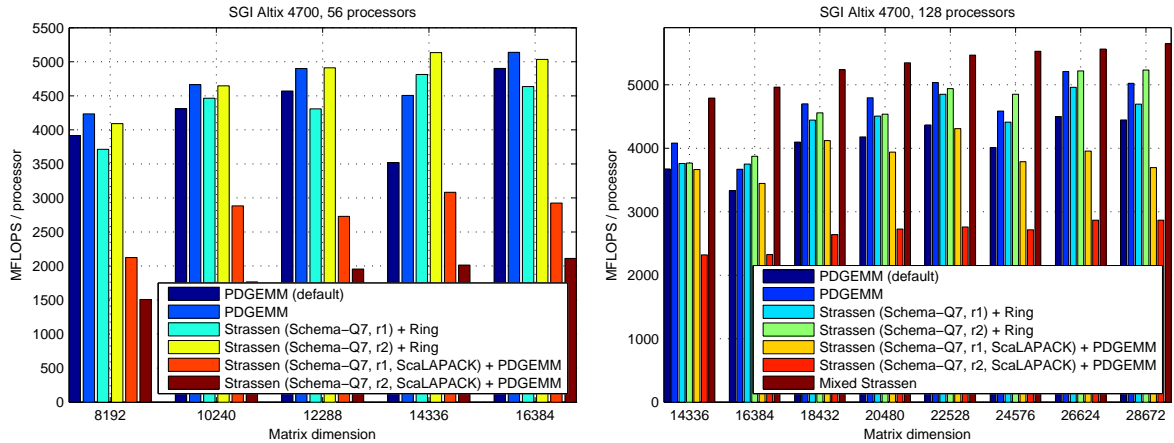 SGI Altix 4700, 56 processors
5500
5000
4500
4000
3500
3000
2500
2000
1500
1000
500
0
MFLOPS / processor
PDGEMM (default)
PDGEMM
Strassen (Schema−Q7, r1) + Ring
Strassen (Schema−Q7, r2) + Ring
Strassen (Schema−Q7, r1, ScaLAPACK) + PDGEMM
Strassen (Schema−Q7, r2, ScaLAPACK) + PDGEMM
8192 10240 12288 14336 16384
Matrix dimension
SGI Altix 4700, 128 processors
5000
4000
3000
2000
1000
0
MFLOPS / processor
PDGEMM (default)
PDGEMM
Strassen (Schema−Q7, r1) + Ring
Strassen (Schema−Q7, r2) + Ring
Strassen (Schema−Q7, r1, ScaLAPACK) + PDGEMM
Strassen (Schema−Q7, r2, ScaLAPACK) + PDGEMM
Mixed Strassen
14336 16384 18432 20480 22528 24576 26624 28672
Matrix dimension